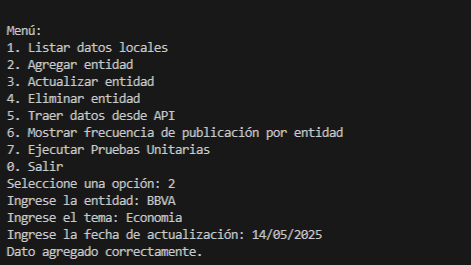 Menú:
1. Listar datos locales
2. Agregar entidad
3. Actualizar entidad
4. Eliminar entidad
5. Traer datos desde API
6. Mostrar frecuencia de publicación por entidad
7. Ejecutar Pruebas Unitarias
0. Salir
Seleccione una opción: 2
Ingrese la entidad: BBVA
Ingrese el tema: Economia
Ingrese la fecha de actualización: 14/05/2025
Dato agregado correctamente.